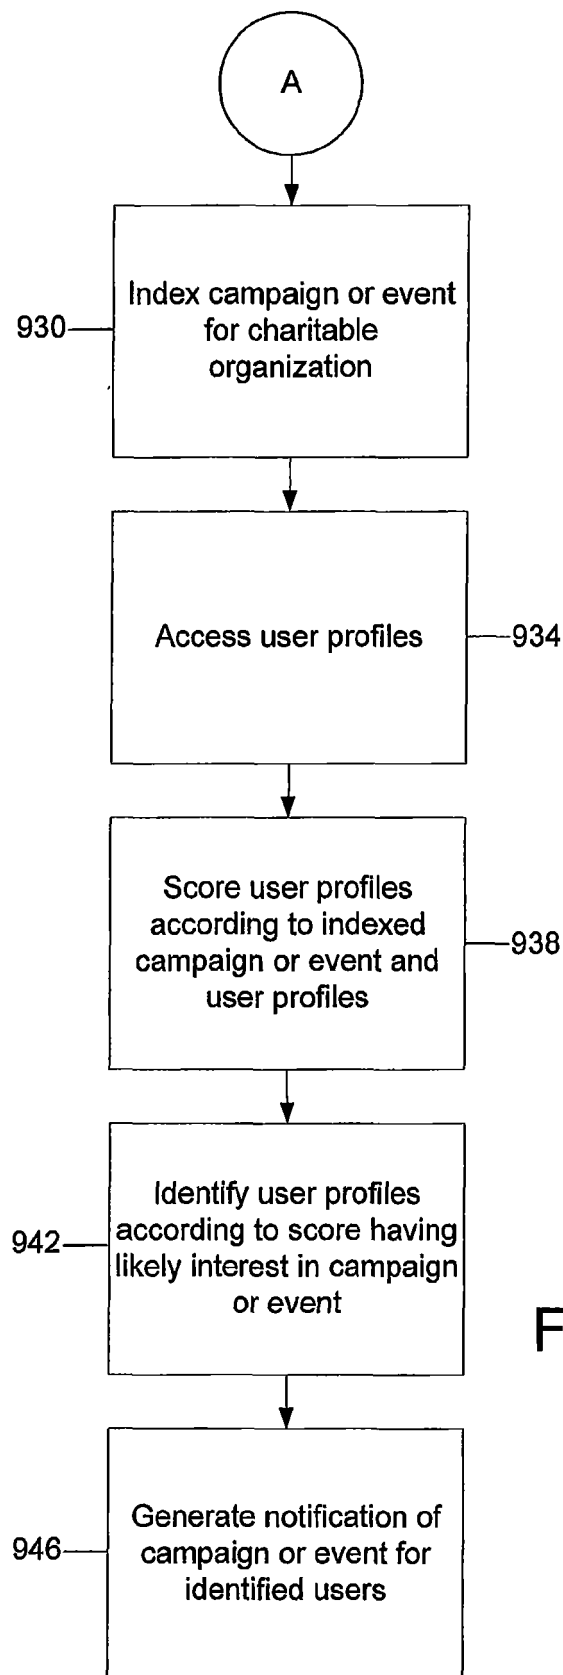 A
930
Index campaign or event
for charitable
organization
Access user profiles
934
Score user profiles
according to indexed
campaign or event and
user profiles
938
942
Identify user profiles
according to score having
likely interest in campaign
or event
F
946
Generate notification of
campaign or event for
identified users